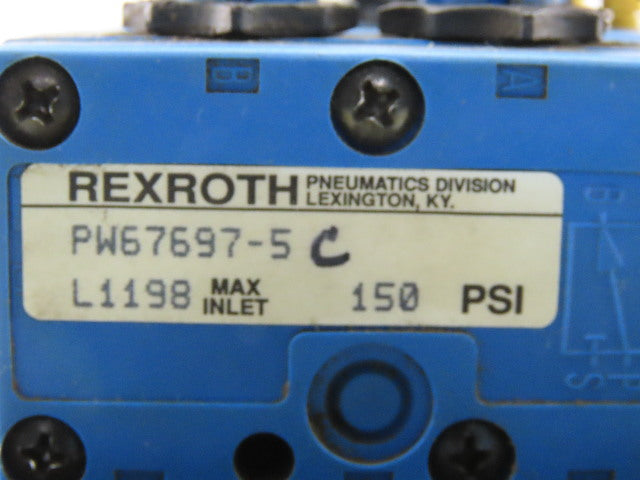 B A
REXROTH PNEUMATICS DIVISION
LEXINGTON, KY.
PW67697-5 C
L1198 MAX INLET 150 PSI
B
S